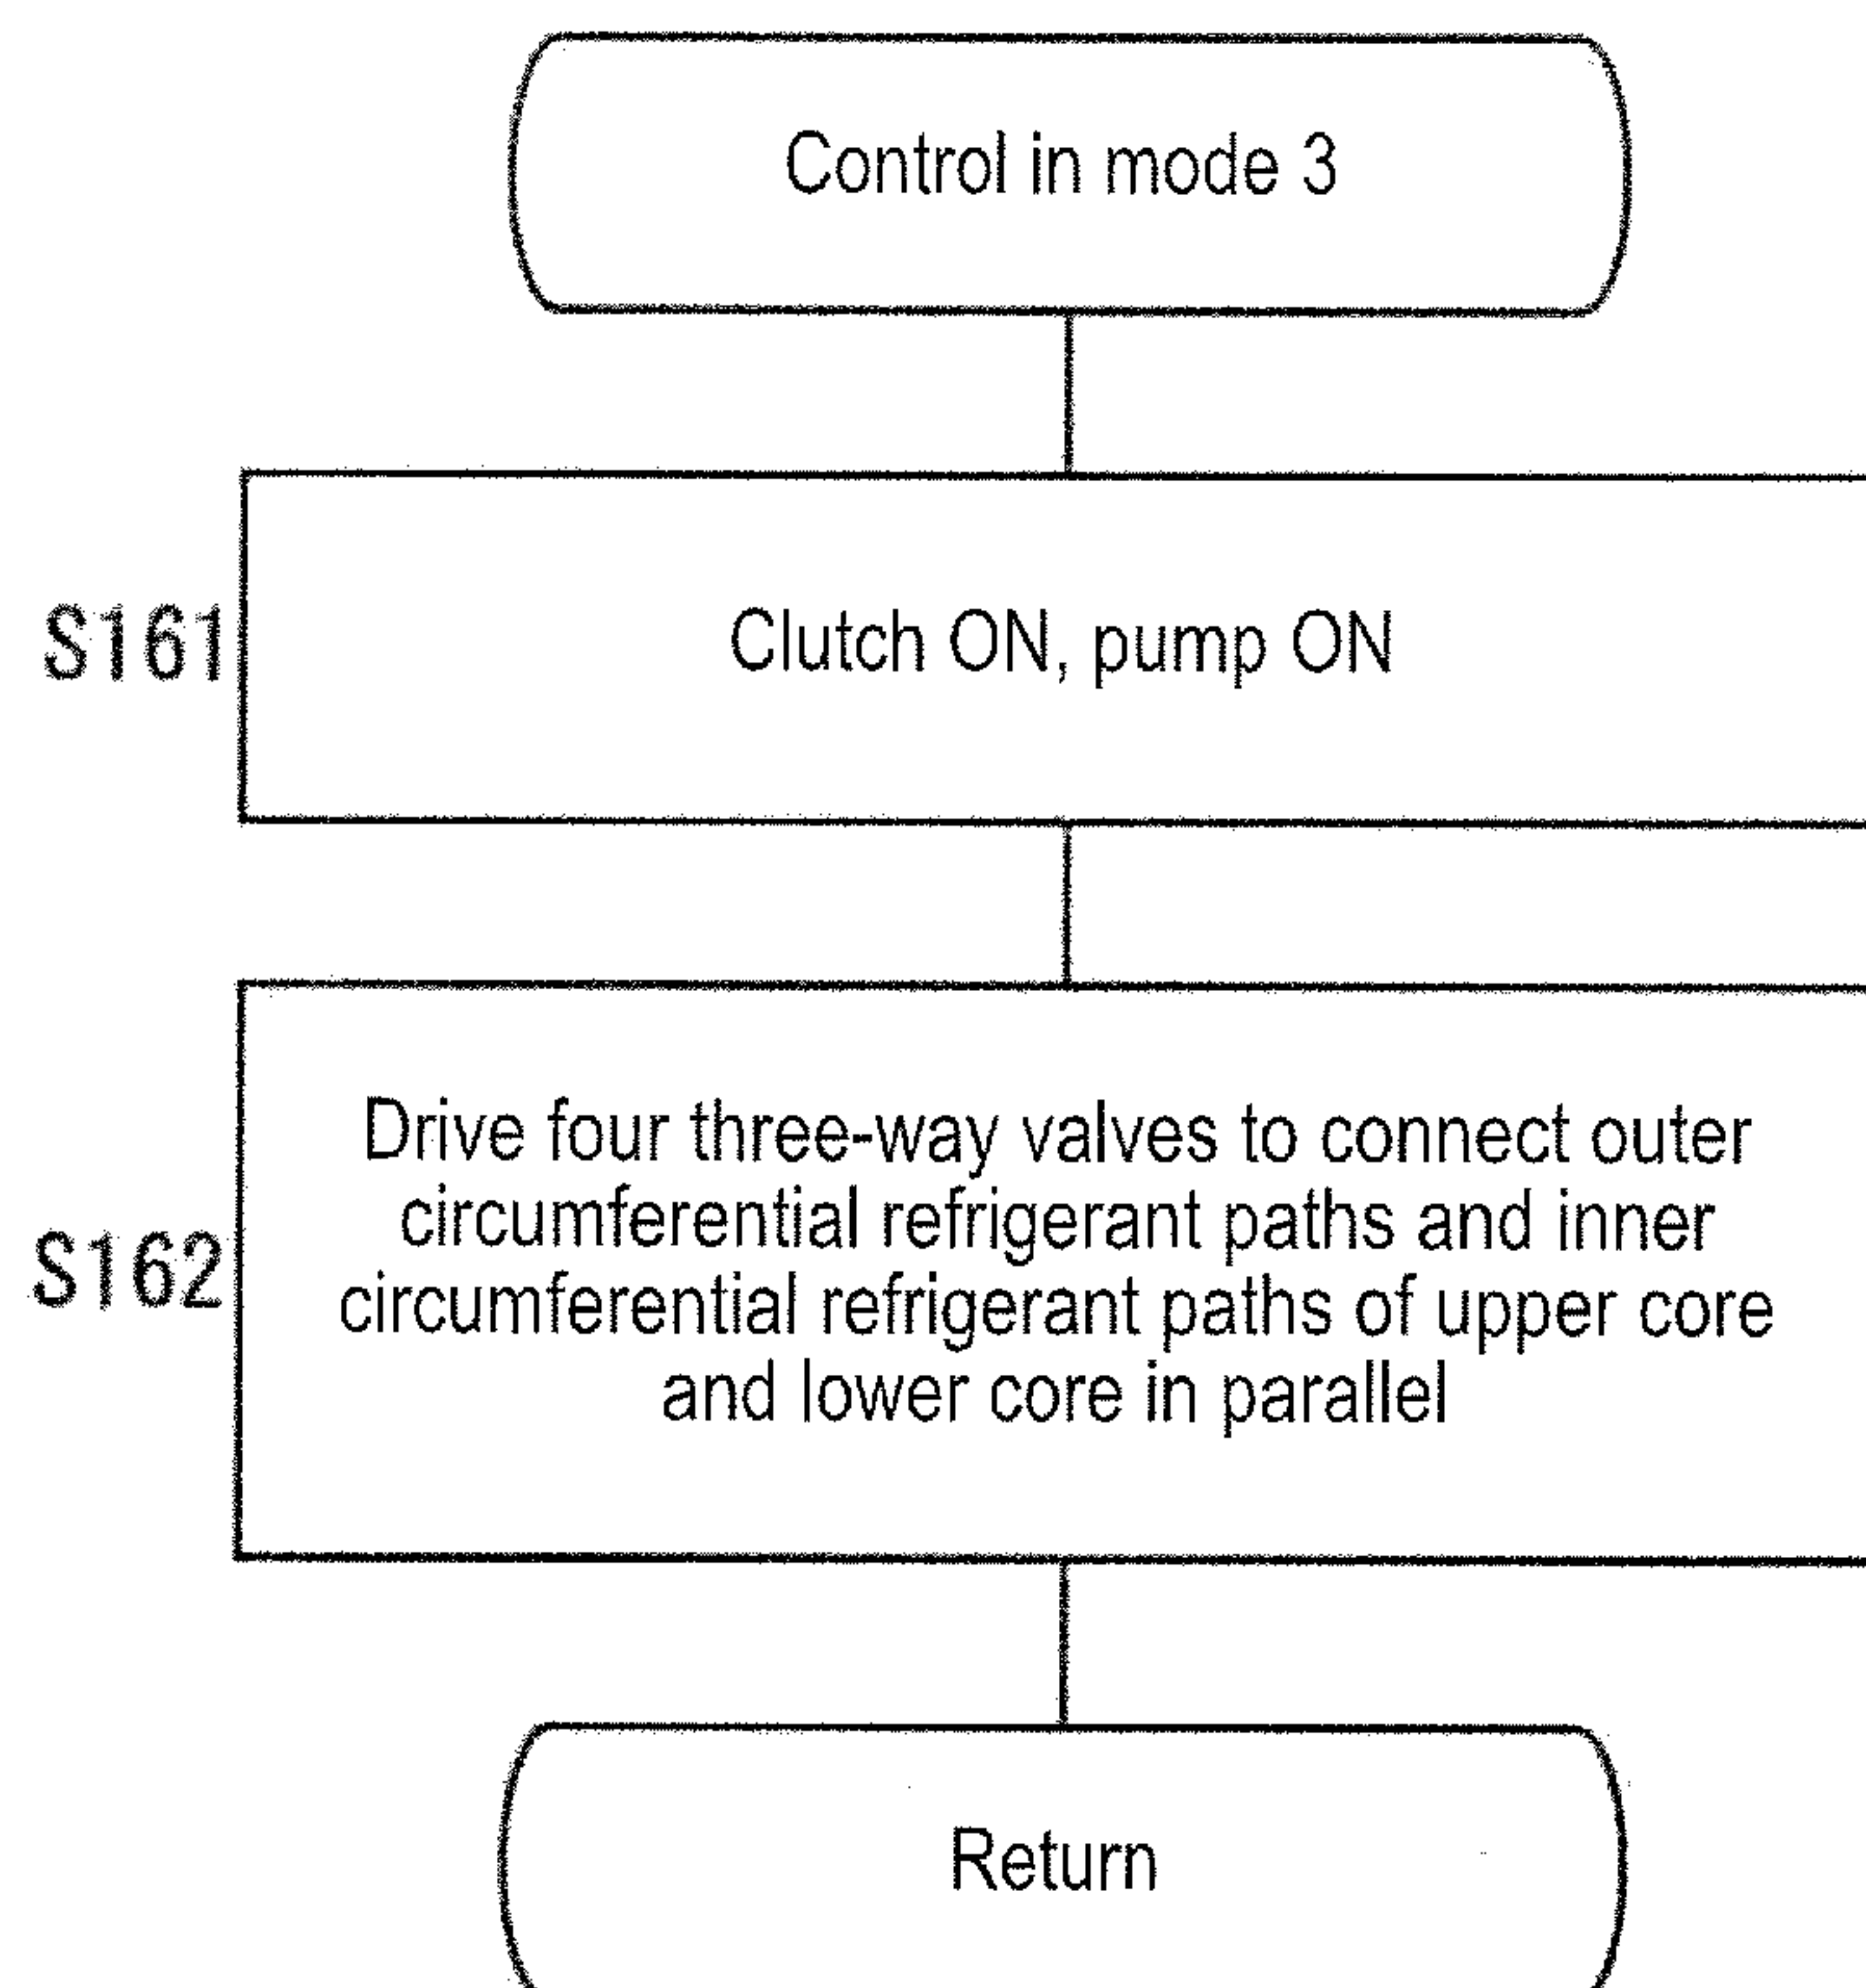 Control in mode 3
S161
Clutch ON, pump ON
S162
Drive four three-way valves to connect outer
circumferential refrigerant paths and inner
circumferential refrigerant paths of upper core
and lower core in parallel
Return